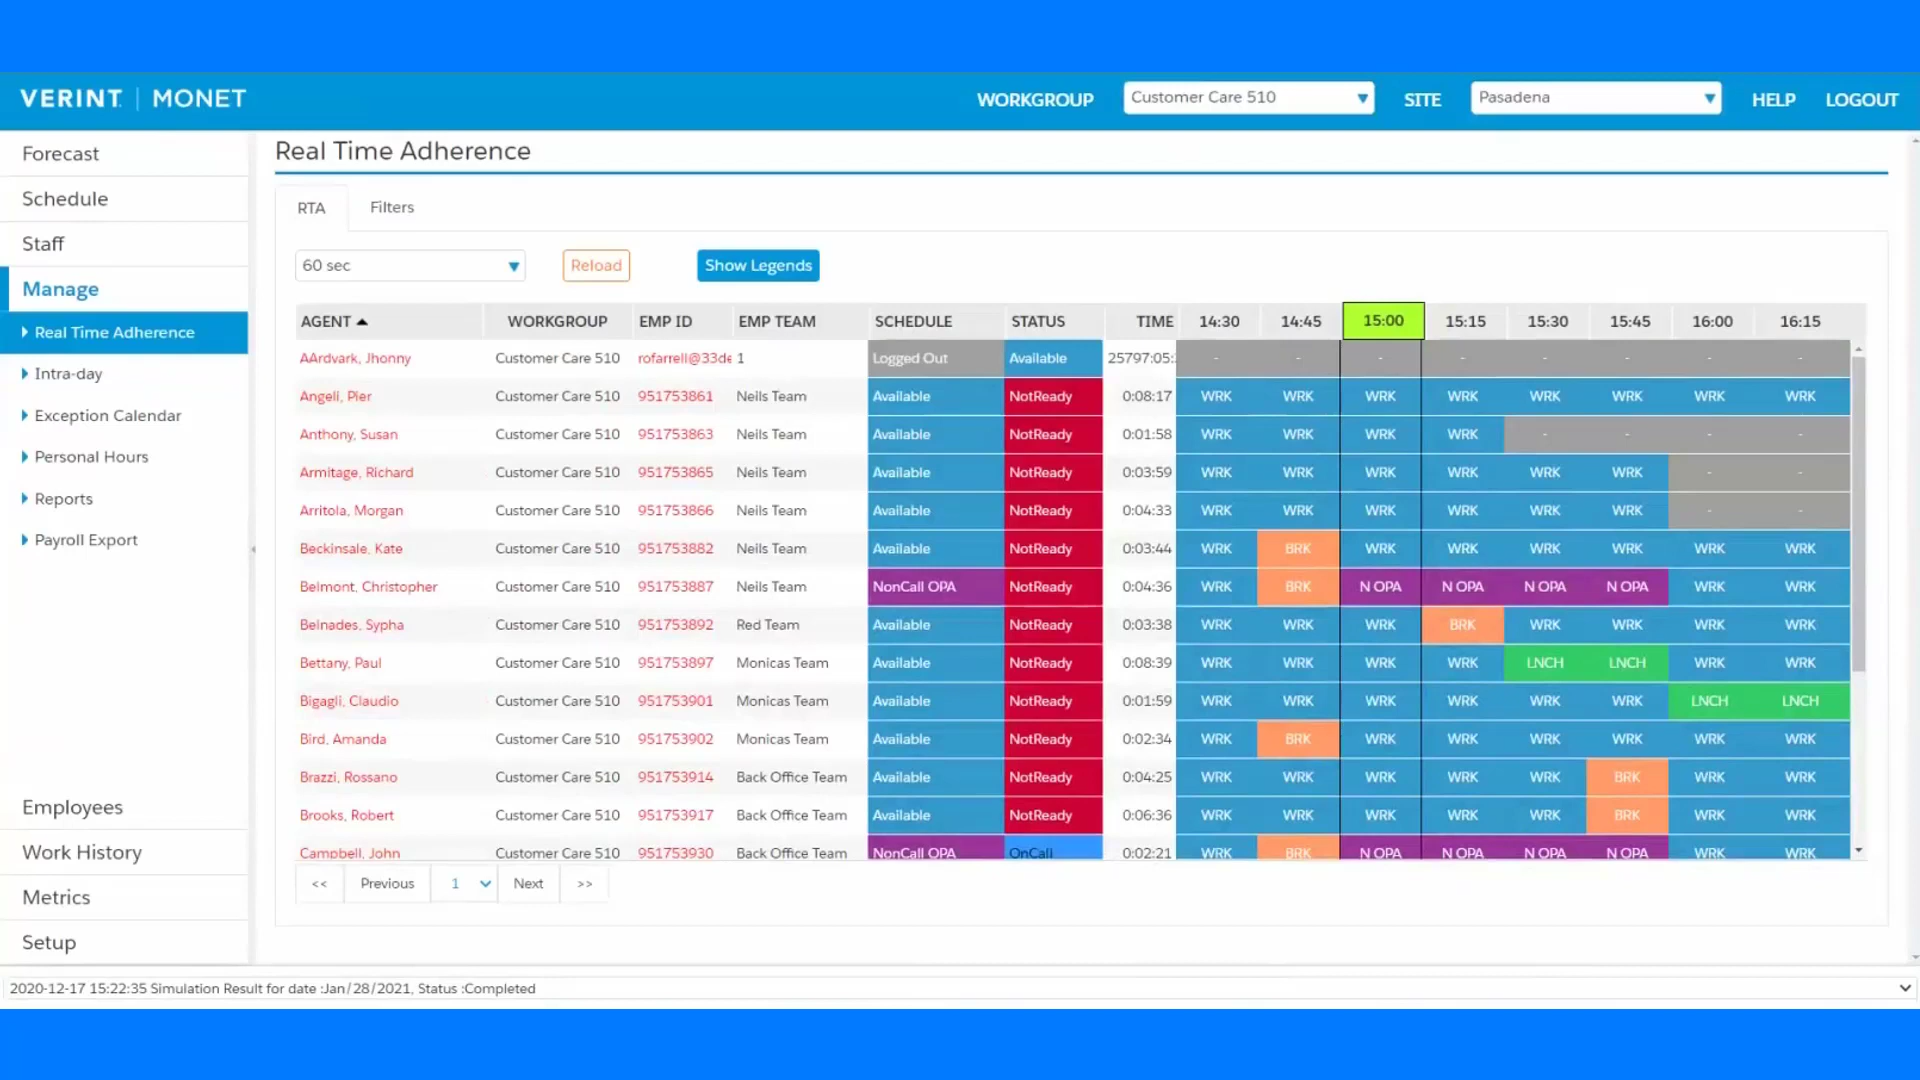 VERINT | MONET WORKGROUP Customer Care 510 SITE Pasadena HELP LOGOUT
Forecast
Schedule
Staff
Manage
Real Time Adherence
Intra-day
Exception Calendar
Personal Hours
Reports
Payroll Export
Employees
Work History
Metrics
Setup
Real Time Adherence
RTA Filters
60 sec Reload Show Legends
AGENT WORKGROUP EMP ID EMP TEAM SCHEDULE STATUS TIME 14:30 14:45 15:00 15:15 15:30 15:45 16:00 16:15
AArdvark, Jhonny Customer Care 510 rofarrell@33de 1 Logged Out Available 25797:05: - - - - - - - -
Angeli, Pier Customer Care 510 951753861 Neils Team Available NotReady 0:08:17 WRK WRK WRK WRK WRK WRK WRK WRK
Anthony, Susan Customer Care 510 951753863 Neils Team Available NotReady 0:01:58 WRK WRK WRK WRK - - - -
Armitage, Richard Customer Care 510 951753865 Neils Team Available NotReady 0:03:59 WRK WRK WRK WRK WRK WRK - -
Arritola, Morgan Customer Care 510 951753866 Neils Team Available NotReady 0:04:33 WRK WRK WRK WRK WRK WRK - -
Beckinsale, Kate Customer Care 510 951753882 Neils Team Available NotReady 0:03:44 WRK BRK WRK WRK WRK WRK WRK WRK
Belmont, Christopher Customer Care 510 951753887 Neils Team NonCall OPA NotReady 0:04:36 WRK BRK N OPA N OPA N OPA N OPA WRK WRK
Belnades, Sypha Customer Care 510 951753892 Red Team Available NotReady 0:03:38 WRK WRK WRK BRK WRK WRK WRK WRK
Bettany, Paul Customer Care 510 951753897 Monicas Team Available NotReady 0:08:39 WRK WRK WRK WRK LNCH LNCH WRK WRK
Bigagli, Claudio Customer Care 510 951753901 Monicas Team Available NotReady 0:01:59 WRK WRK WRK WRK WRK WRK LNCH LNCH
Bird, Amanda Customer Care 510 951753902 Monicas Team Available NotReady 0:02:34 WRK BRK WRK WRK WRK WRK WRK WRK
Brazzi, Rossano Customer Care 510 951753914 Back Office Team Available NotReady 0:04:25 WRK WRK WRK WRK WRK BRK WRK WRK
Brooks, Robert Customer Care 510 951753917 Back Office Team Available NotReady 0:06:36 WRK WRK WRK WRK WRK BRK WRK WRK
Campbell, John Customer Care 510 951753930 Back Office Team NonCall OPA OnCall 0:02:21 WRK BRK N OPA N OPA N OPA N OPA WRK WRK
<< Previous 1 Next >>
2020-12-17 15:22:35 Simulation Result for date :Jan/28/2021, Status :Completed